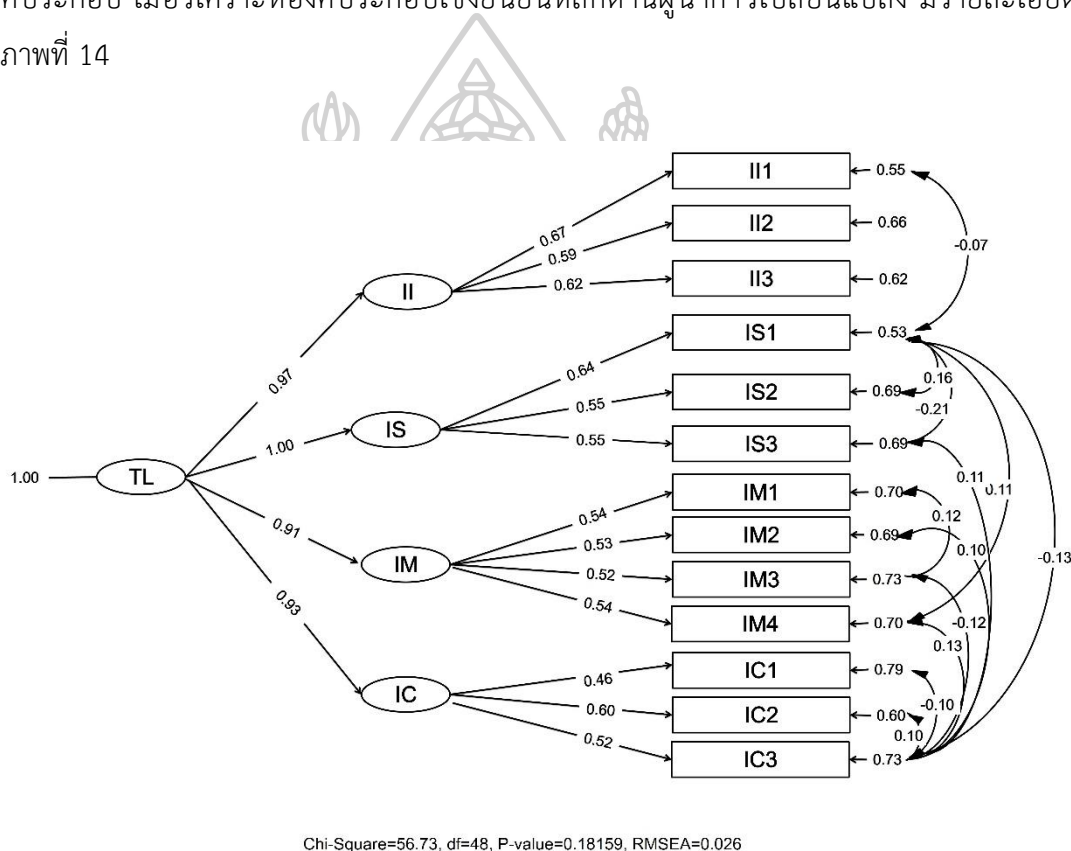 ภาพที่ 14
II1
0.55
II2
0.66
II3
0.62
IS1
0.53
IS2
0.69
IS3
0.69
IM1
0.70
IM2
0.69
IM3
0.73
IM4
0.70
IC1
0.79
IC2
0.60
IC3
0.73
0.67
0.59
0.62
II
0.97
0.64
0.55
0.55
IS
1.00
1.00
TL
0.54
0.53
0.52
0.54
IM
0.91
0.46
0.60
0.52
IC
0.93
-0.07
0.16
-0.21
0.11
0.11
0.12
0.10
-0.13
-0.12
0.13
-0.10
0.10
Chi-Square=56.73, df=48, P-value=0.18159, RMSEA=0.026